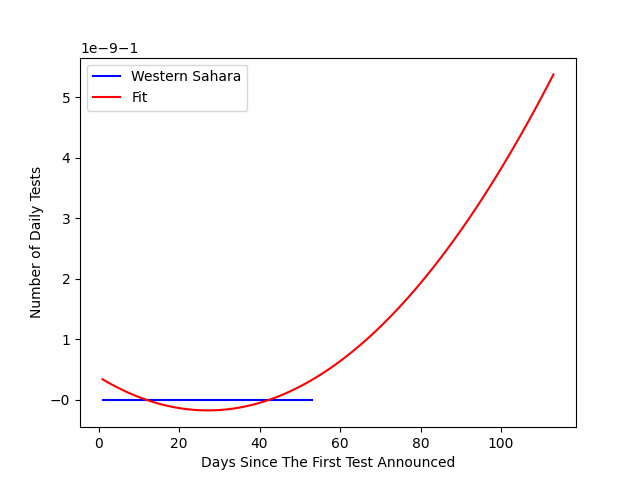 1e−9−1
Western Sahara
Fit
5
4
3
2
1
−0
Number of Daily Tests
0 20 40 60 80 100
Days Since The First Test Announced